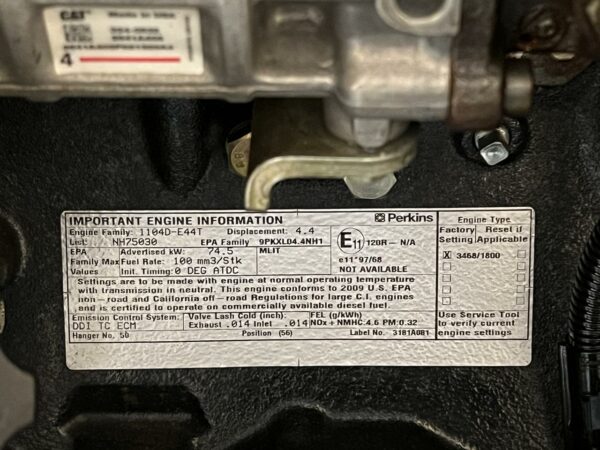 CAT Made in USA
4
IMPORTANT ENGINE INFORMATION Perkins
Engine Family: 1104D-E44T Displacement: 4.4
List: NH75030 EPA Family 9PKXL04.4NH1
EPA Advertised kW: 74.5 MLIT
Family Max Fuel Rate: 100 mm3/Stk
Values Init. Timing: 0 DEG ATDC
E11 120R – N/A
e11*97/68
NOT AVAILABLE
Settings are to be made with engine at normal operating temperature
with transmission in neutral. This engine conforms to 2009 U.S. EPA
non-road and California off-road Regulations for large C.I. engines
and is certified to operate on commercially available diesel fuel.
Emission Control System: Valve Lash Cold (inch): FEL (g/kWh)
DDI TC ECM Exhaust .014 Inlet .014 NOx + NMHC:4.6 PM:0.32
Hanger No. 56 Position (56) Label No. 3181A081
Engine Type
Factory Reset if
Setting Applicable
X 3468/1800
Use Service Tool
to verify current
engine settings